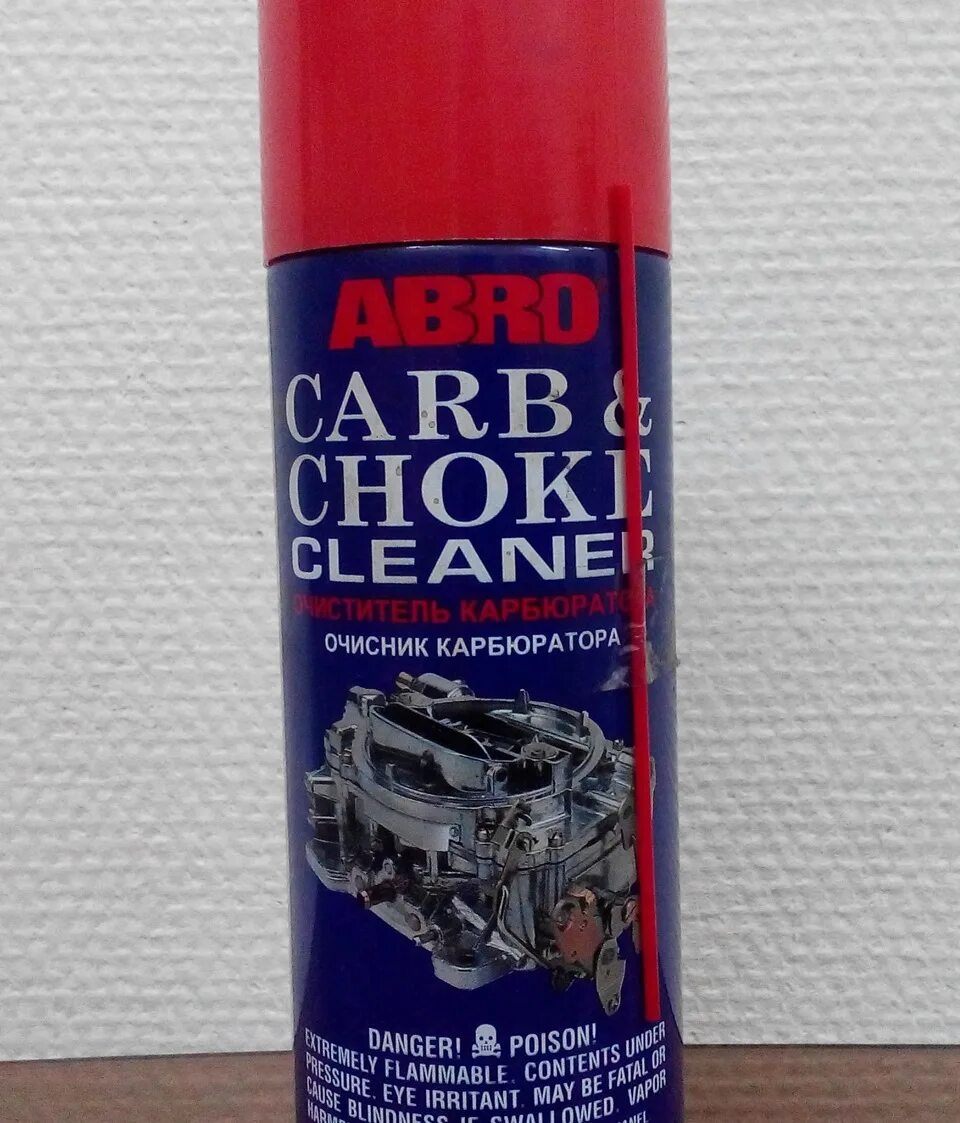 ABRO
CARB &
CHOKE
CLEANER
ОЧИСТИТЕЛЬ КАРБЮРАТОРА
ОЧИСНИК КАРБЮРАТОРА
DANGER! POISON!
EXTREMELY FLAMMABLE. CONTENTS UNDER
PRESSURE. EYE IRRITANT. MAY BE FATAL OR
CAUSE BLINDNESS IF SWALLOWED. VAPOR